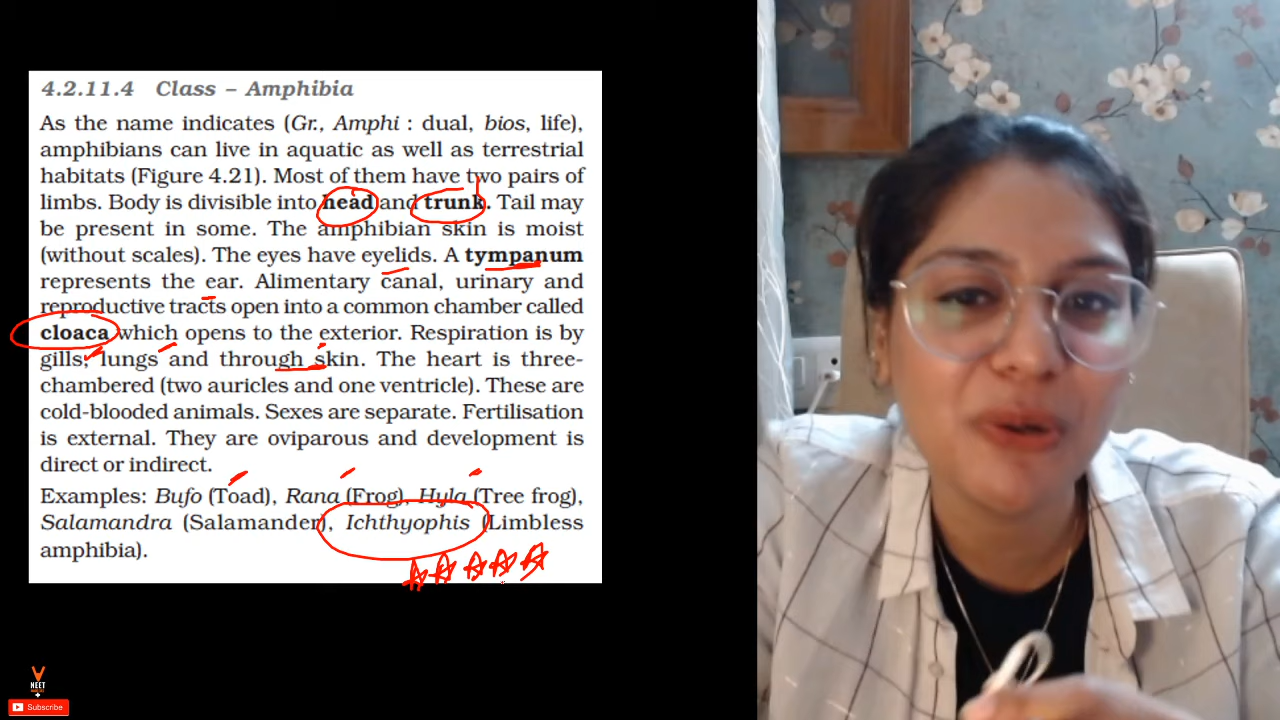 4.2.11.4 Class – Amphibia
As the name indicates (Gr., Amphi : dual, bios, life),
amphibians can live in aquatic as well as terrestrial
habitats (Figure 4.21). Most of them have two pairs of
limbs. Body is divisible into head and trunk. Tail may
be present in some. The amphibian skin is moist
(without scales). The eyes have eyelids. A tympanum
represents the ear. Alimentary canal, urinary and
reproductive tracts open into a common chamber called
cloaca which opens to the exterior. Respiration is by
gills, lungs and through skin. The heart is three-
chambered (two auricles and one ventricle). These are
cold-blooded animals. Sexes are separate. Fertilisation
is external. They are oviparous and development is
direct or indirect.
Examples: Bufo (Toad), Rana (Frog), Hyla (Tree frog),
Salamandra (Salamander), Ichthyophis (Limbless
amphibia).
NEET
Subscribe